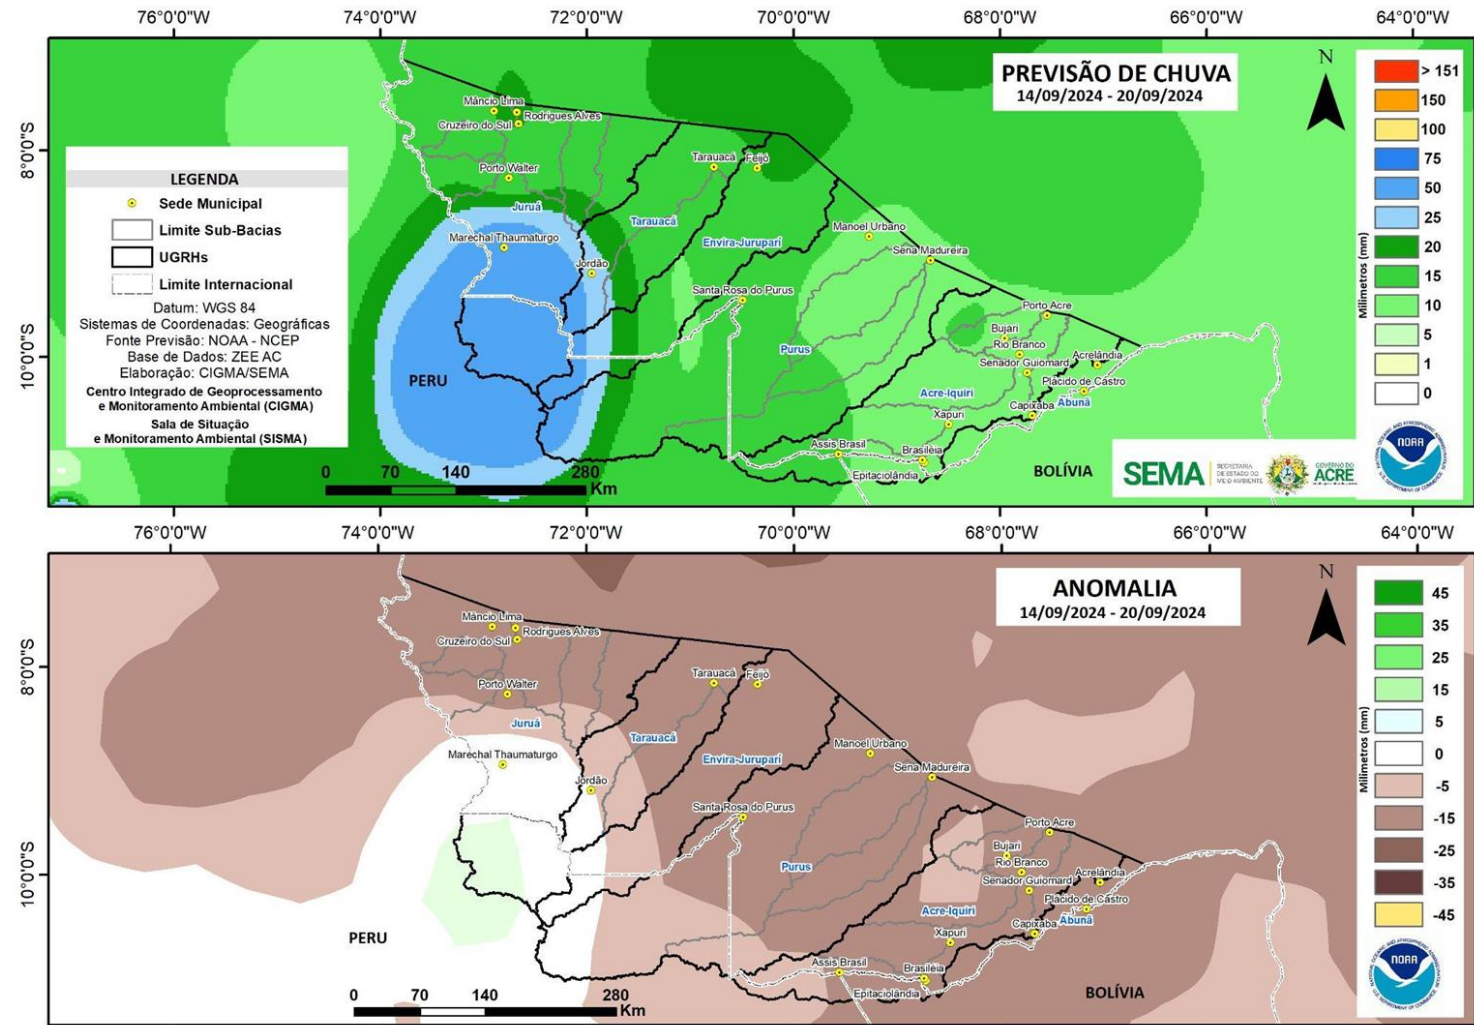 76°0'0"W
74°0'0"W
72°0'0"W
70°0'0"W
68°0'0"W
66°0'0"W
64°0'0"W
PREVISÃO DE CHUVA
14/09/2024 - 20/09/2024
N
> 151
150
100
75
50
25
20
15
10
5
1
0
Milimetros (mm)
8°0'0"S
10°0'0"S
LEGENDA
Sede Municipal
Limite Sub-Bacias
UGRHs
Limite Internacional
Datum: WGS 84
Sistemas de Coordenadas: Geográficas
Fonte Previsão: NOAA - NCEP
Base de Dados: ZEE AC
Elaboração: CIGMA/SEMA
Centro Integrado de Geoprocessamento
e Monitoramento Ambiental (CIGMA)
Sala de Situação
e Monitoramento Ambiental (SISMA)
Mâncio Lima
Rodrigues Alves
Cruzeiro do Sul
Porto Walter
Tarauacá
Feijó
Juruá
Tarauacá
Envira-Jurupari
Manoel Urbano
Marechal Thaumaturgo
Sena Madureira
Jordão
Santa Rosa do Purus
Porto Acre
Bujari
Rio Branco
Purus
Acrelândia
Senador Guiomard
PERU
Plácido de Castro
Acre-Iquiri
Abunã
Capixaba
Xapuri
Assis Brasil
Brasiléia
Epitaciolândia
BOLÍVIA
0 70 140 280
Km
SEMA
SECRETARIA
DE ESTADO DO
MEIO AMBIENTE
GOVERNO DO
ACRE
NOAA
76°0'0"W
74°0'0"W
72°0'0"W
70°0'0"W
68°0'0"W
66°0'0"W
64°0'0"W
ANOMALIA
14/09/2024 - 20/09/2024
N
45
35
25
15
5
0
-5
-15
-25
-35
-45
Milimetros (mm)
8°0'0"S
10°0'0"S
Mâncio Lima
Rodrigues Alves
Cruzeiro do Sul
Porto Walter
Tarauacá
Feijó
Juruá
Tarauacá
Envira-Jurupari
Manoel Urbano
Marechal Thaumaturgo
Sena Madureira
Jordão
Santa Rosa do Purus
Porto Acre
Bujari
Rio Branco
Purus
Acrelândia
Senador Guiomard
Plácido de Castro
Acre-Iquiri
Abunã
Capixaba
PERU
Xapuri
Assis Brasil
Brasiléia
Epitaciolândia
BOLÍVIA
0 70 140 280
Km
NOAA